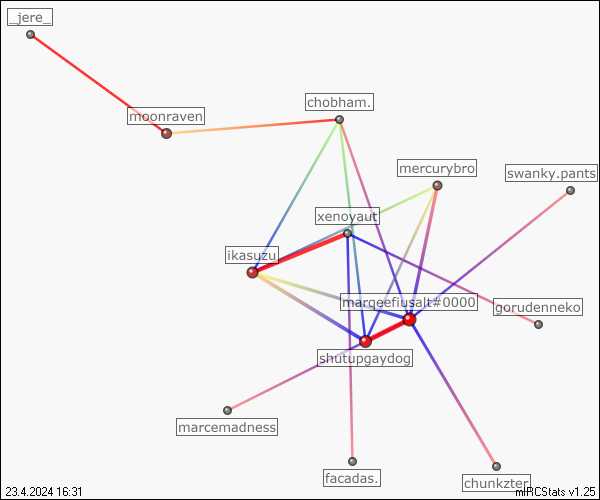 _jere_
moonraven
chobham.
mercurybro
swanky.pants
xenoyaut
ikasuzu
marqeefiusalt#0000
gorudenneko
shutupgaydog
marcemadness
facadas.
chunkzter
23.4.2024 16:31
mIRCStats v1.25